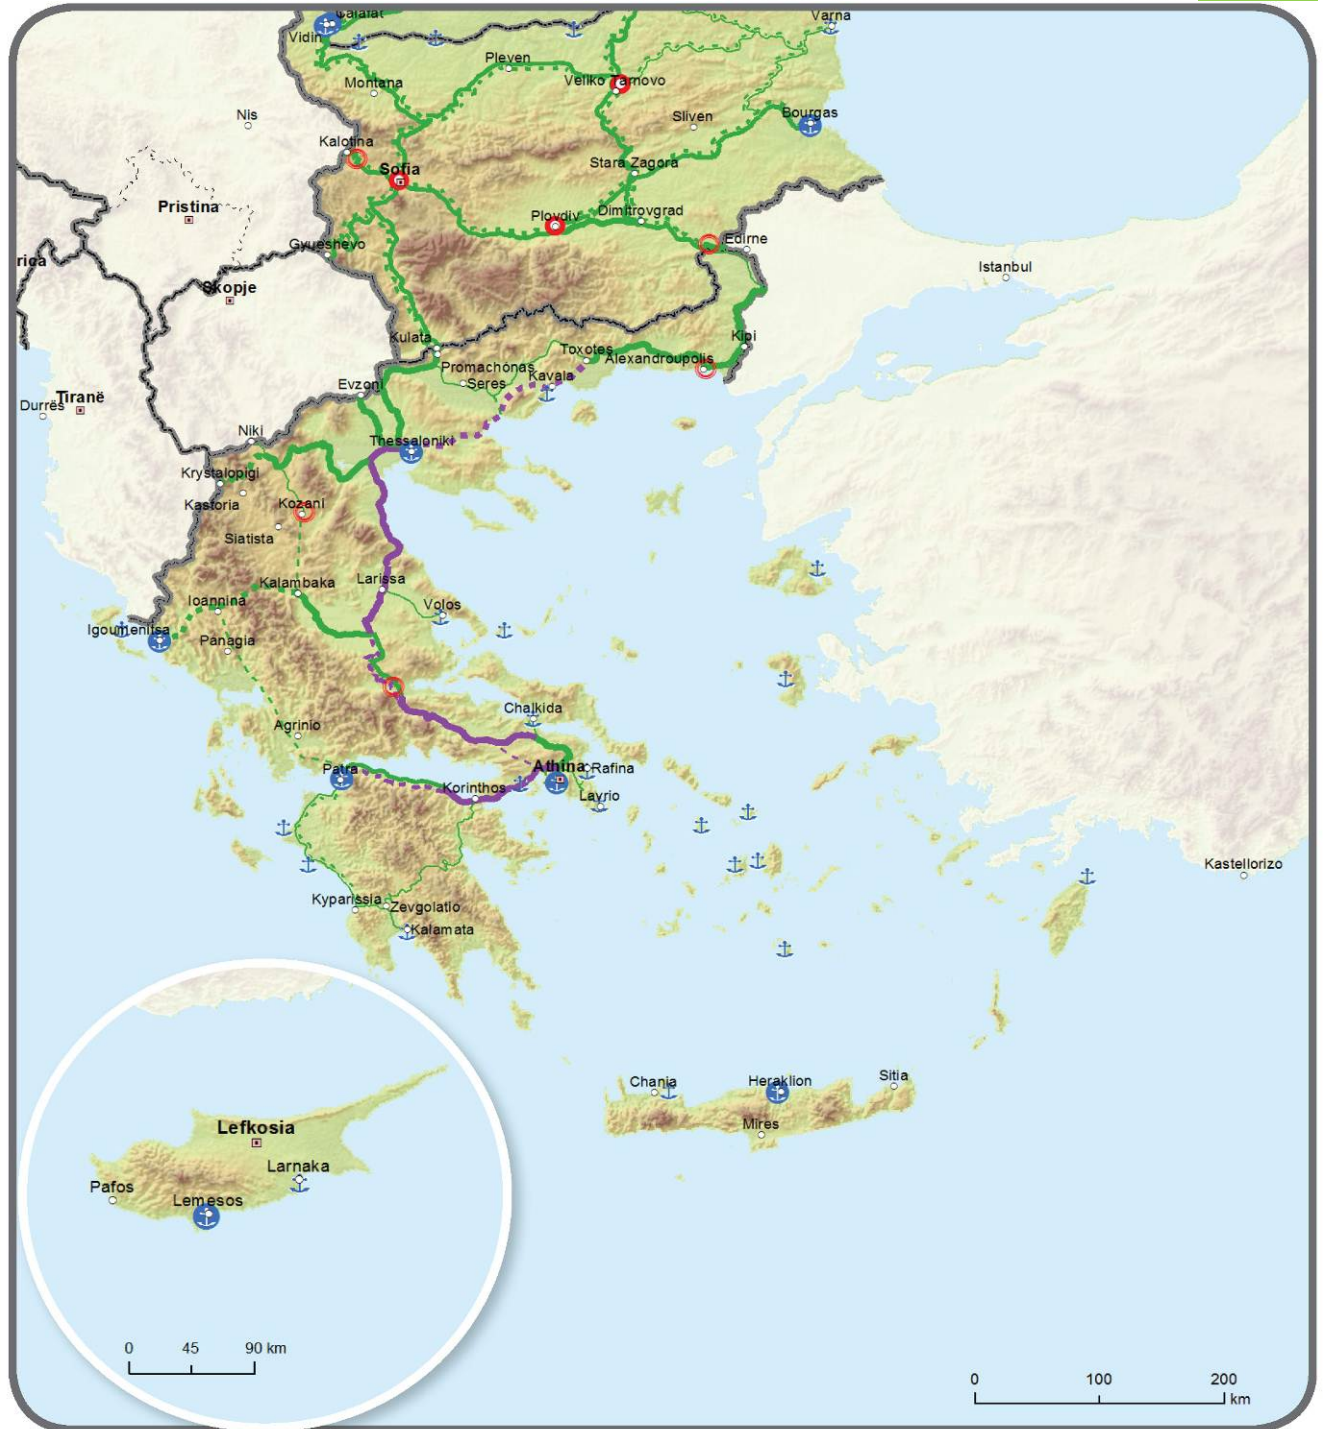 Calafat
Varna
Vidin
Pleven
Montana
Veliko Tarnovo
Nis
Sliven
Bourgas
Kalotina
Sofia
Stara Zagora
Pristina
Plovdiv
Dimitrovgrad
Edirne
Gyueshevo
rica
Istanbul
Skopje
Kulata
Kipi
Toxotes
Alexandroupolis
Promachonas
Kavala
Seres
Evzoni
Tiranë
Durrës
Niki
Thessaloniki
Krystalopigi
Kastoria
Kozani
Siatista
Kalambaka
Larissa
Ioannina
Volos
Igoumenitsa
Panagia
Chalkida
Agrinio
Patra
Athina
Rafina
Korinthos
Lavrio
Kastellorizo
Kyparissia
Zevgolatio
Kalamata
Chania
Heraklion
Sitia
Mires
Lefkosia
Larnaka
Pafos
Lemesos
0 45 90 km
0 100 200
km